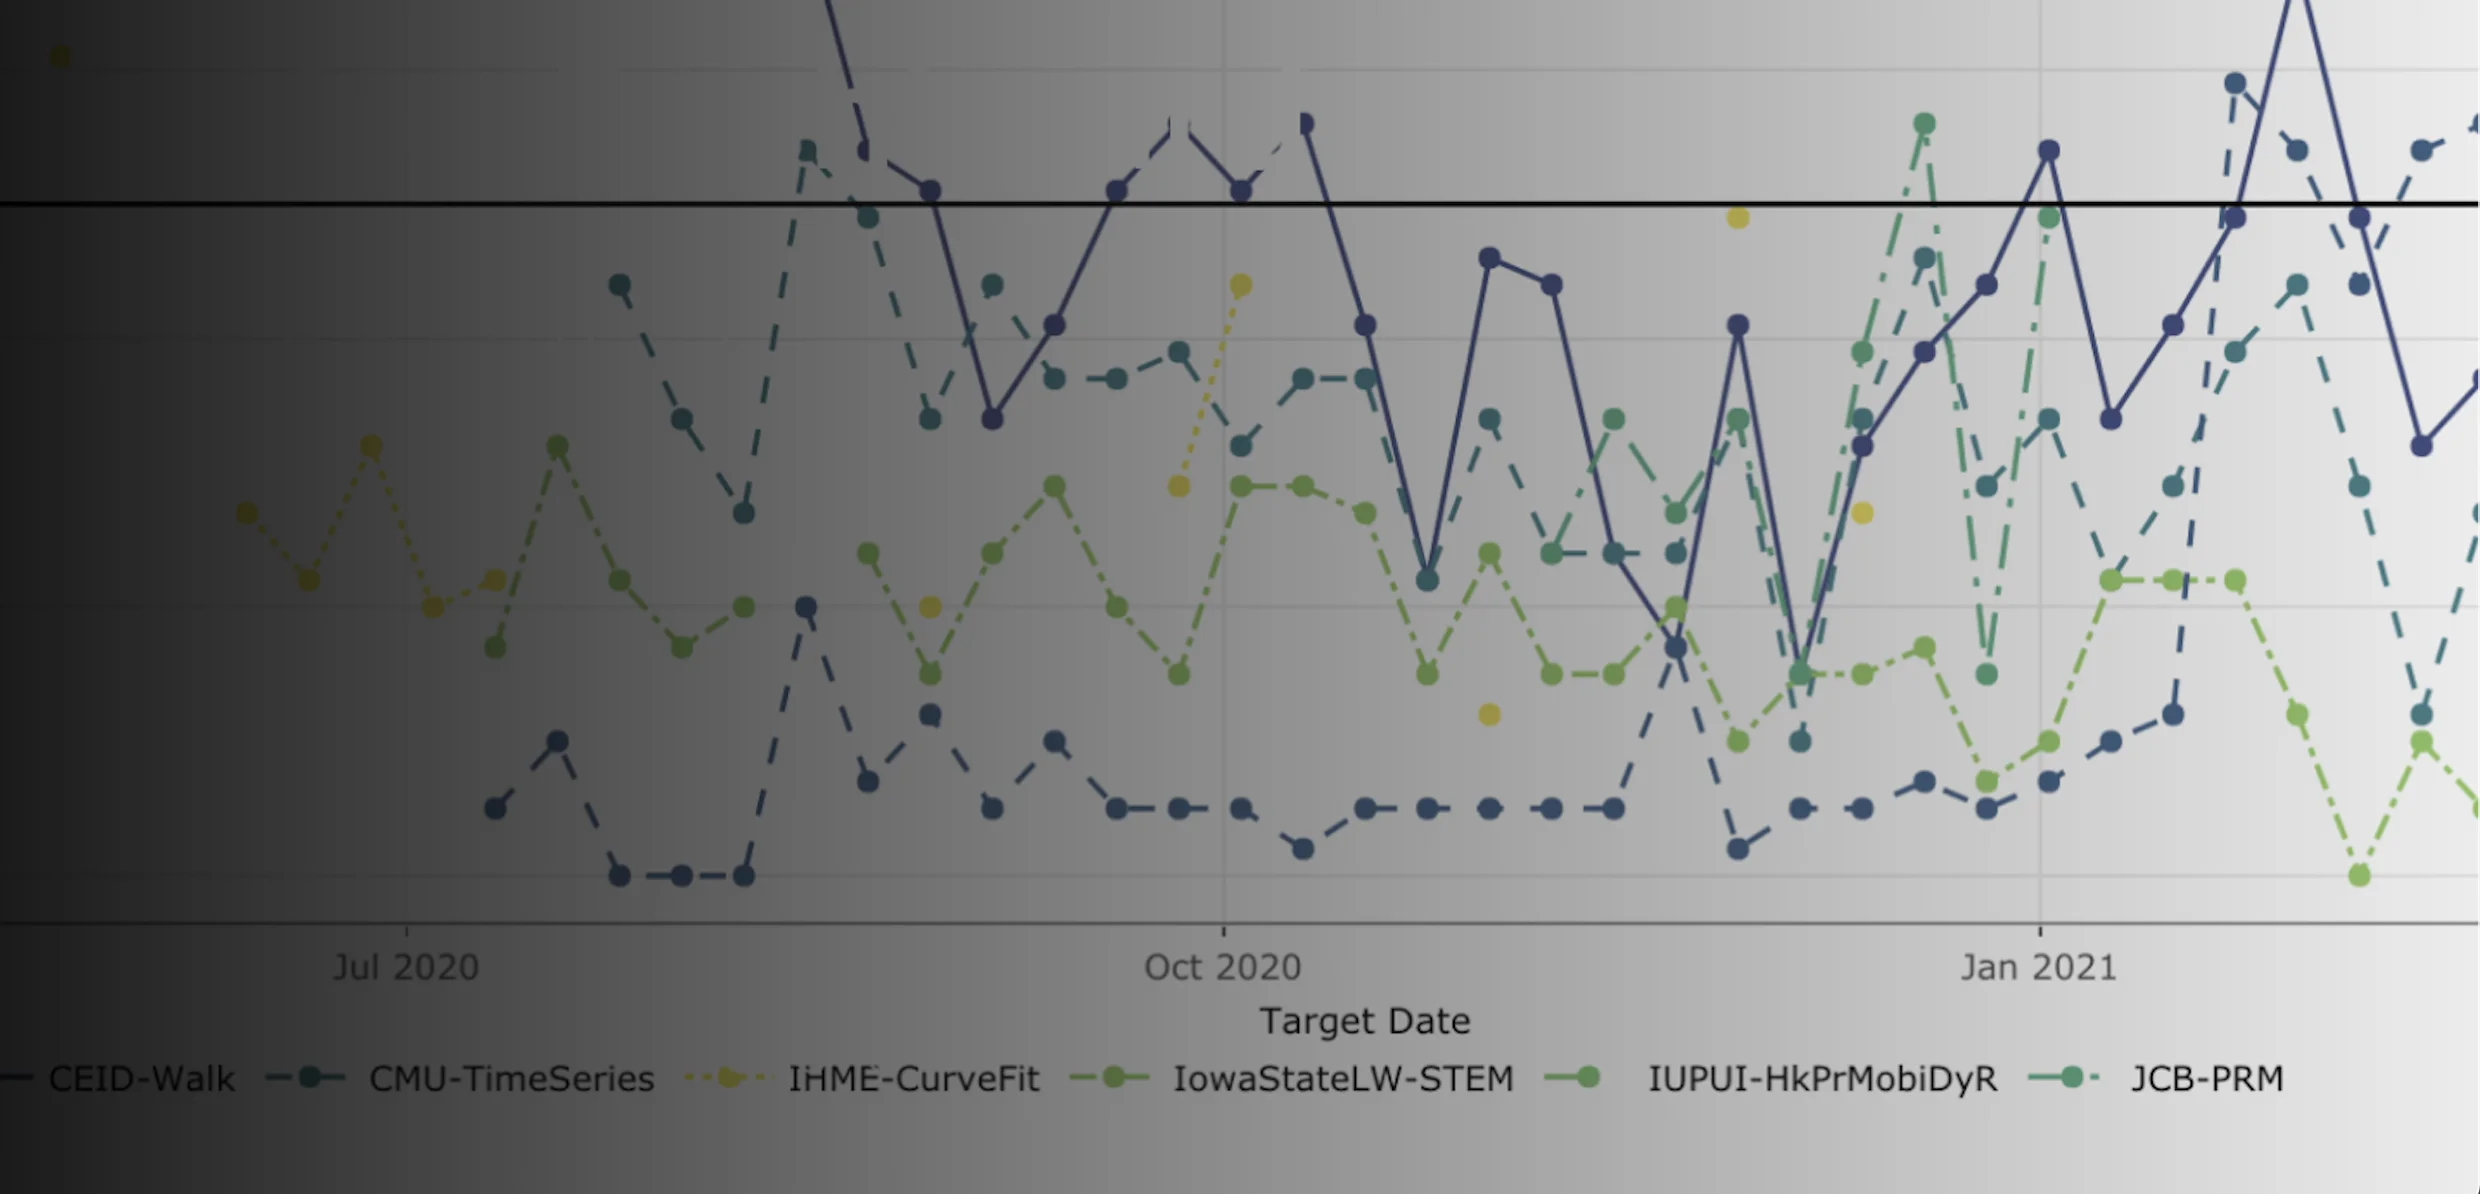 Jul 2020 Oct 2020 Jan 2021
Target Date
CEID-Walk CMU-TimeSeries IHME-CurveFit IowaStateLW-STEM IUPUI-HkPrMobiDyR JCB-PRM